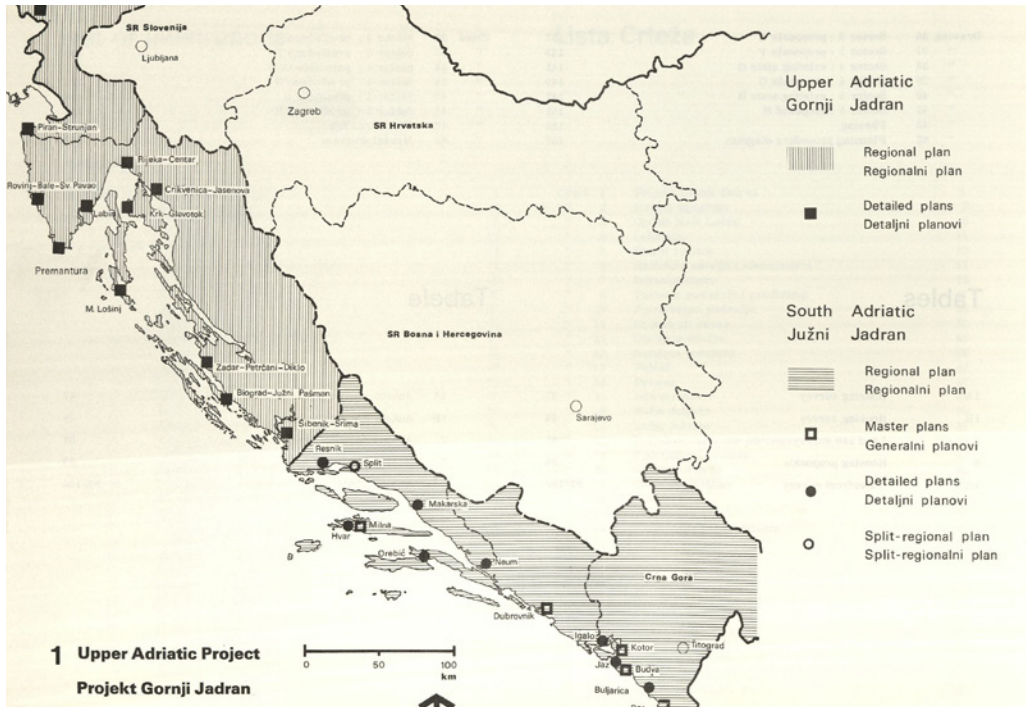 SR Slovenija
Ljubljana
Zagreb
SR Hrvatska
Piran-Strunjan
Rijeka-Centar
Rovinj-Bale-Sv. Pavao
Crikvenica-Jasenova
Labin
Krk-Glavotok
Premantura
M. Lošinj
SR Bosna i Hercegovina
Zadar-Petrčani-Diklo
Biograd-Južni Pašman
Sarajevo
Šibenik-Srima
Resnik
Split
Makarska
Milna
Hvar
Orebić
Neum
Crna Gora
Dubrovnik
Igalo
Kotor
Titograd
Jaz
Budva
Buljarica
Upper Adriatic
Gornji Jadran
Regional plan
Regionalni plan
Detailed plans
Detaljni planovi
South Adriatic
Južni Jadran
Regional plan
Regionalni plan
Master plans
Generalni planovi
Detailed plans
Detaljni planovi
Split-regional plan
Split-regionalni plan
1 Upper Adriatic Project
Projekt Gornji Jadran
0 50 100
km